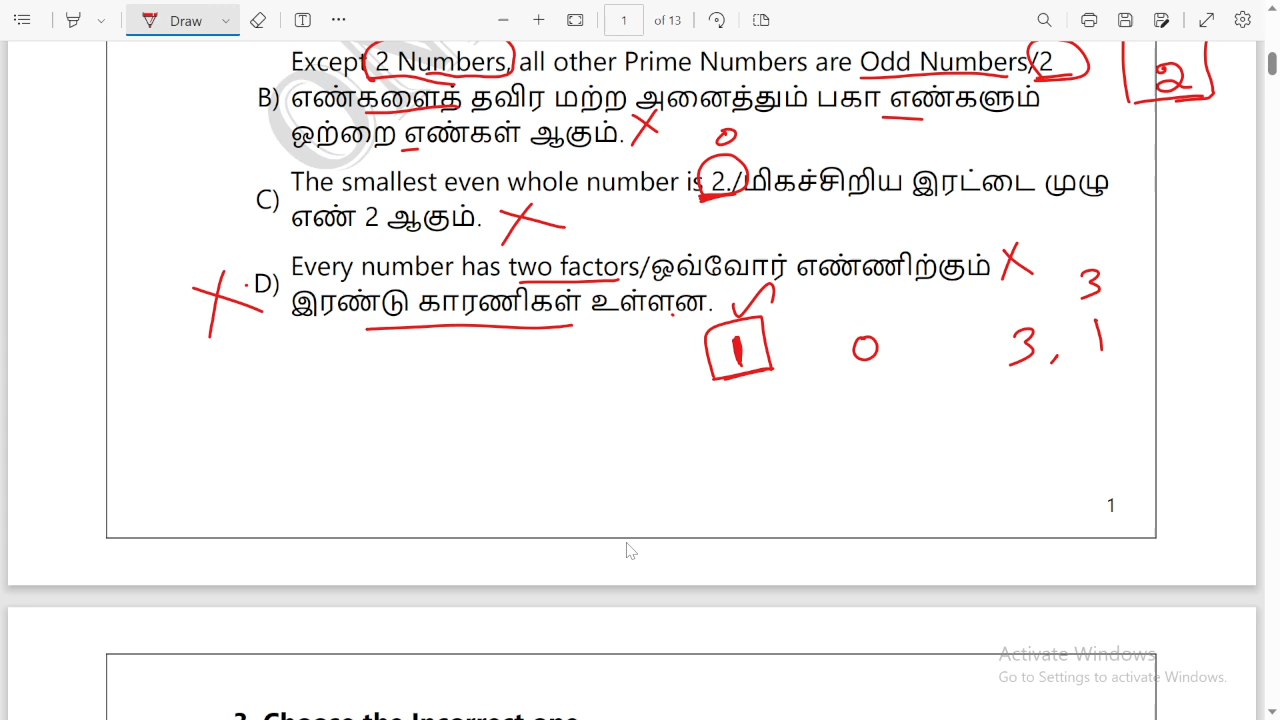 Draw
1 of 13
Except 2 Numbers, all other Prime Numbers are Odd Numbers/2
2
B) எண்களைத் தவிர மற்ற அனைத்தும் பகா எண்களும்
ஒற்றை எண்கள் ஆகும்.
0
C) The smallest even whole number is 2./மிகச்சிறிய இரட்டை முழு
எண் 2 ஆகும்.
D) Every number has two factors/ஒவ்வோர் எண்ணிற்கும்
இரண்டு காரணிகள் உள்ளன.
3
1 0 3, 1
1
Activate Windows
Go to Settings to activate Windows.
3. Choose the Incorrect one